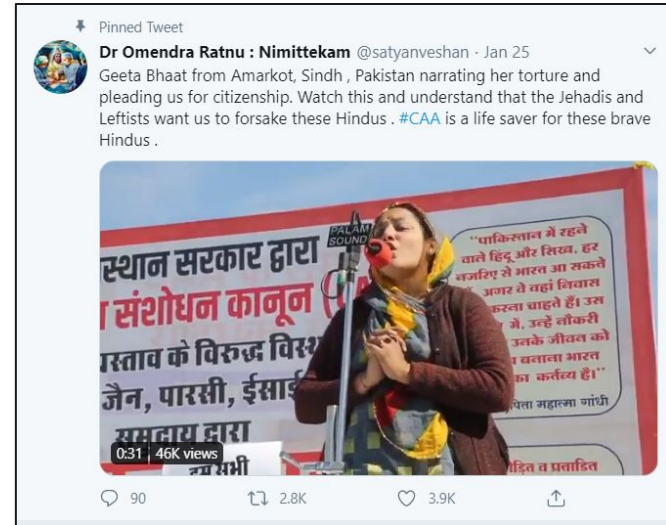 Pinned Tweet
Dr Omendra Ratnu : Nimittekam @satyanveshan · Jan 25
Geeta Bhaat from Amarkot, Sindh , Pakistan narrating her torture and
pleading us for citizenship. Watch this and understand that the Jehadis and
Leftists want us to forsake these Hindus . #CAA is a life saver for these brave
Hindus .
PALAM
SOUND
स्थान सरकार द्वारा
संशोधन कानून (
के विरुद्ध
जैन, पारसी, ईसाई
समुदाय द्वारा
"पाकिस्तान में रहने
वाले हिंदू और सिख, हर
नजरिए से भारत आ सकते
अगर वे वहां निवास
करना चाहते हैं। उस
में, उन्हें नौकरी
उनके जीवन को
बनाना भारत
का कर्तव्य है।"
पिता महात्मा गांधी
व प्रताड़ित
0:31 46K views
90 2.8K 3.9K